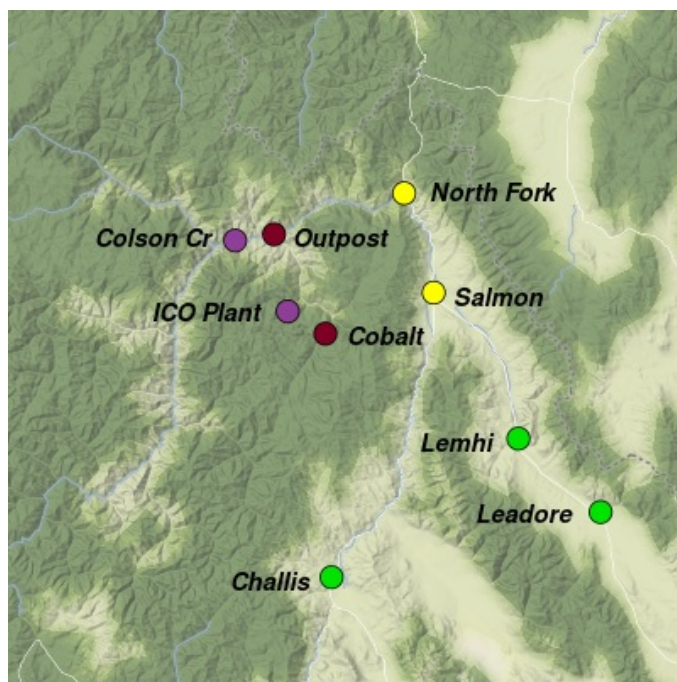 North Fork
Colson Cr
Outpost
Salmon
ICO Plant
Cobalt
Lemhi
Leadore
Challis